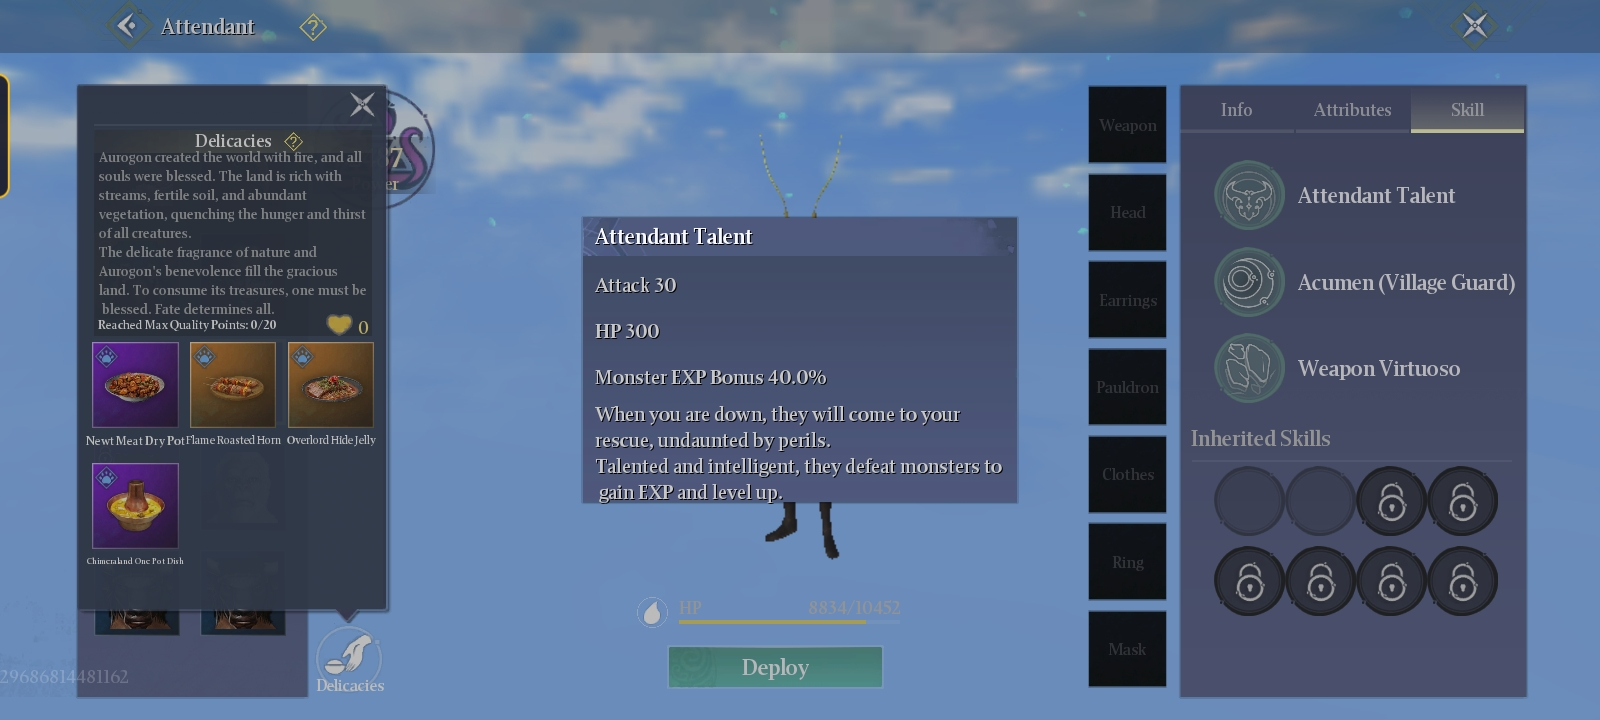 Attendant
Delicacies
Aurogon created the world with fire, and all
souls were blessed. The land is rich with
streams, fertile soil, and abundant
vegetation, quenching the hunger and thirst
of all creatures.
The delicate fragrance of nature and
Aurogon's benevolence fill the gracious
land. To consume its treasures, one must be
blessed. Fate determines all.
Reached Max Quality Points: 0/20
0
Newt Meat Dry Pot
Flame Roasted Horn
Overlord Hide Jelly
Chimeraland One Pot Dish
29686814481162
Delicacies
Attendant Talent
Attack 30
HP 300
Monster EXP Bonus 40.0%
When you are down, they will come to your
rescue, undaunted by perils.
Talented and intelligent, they defeat monsters to
gain EXP and level up.
HP
8834/10452
Deploy
Weapon
Head
Earrings
Pauldron
Clothes
Ring
Mask
Info
Attributes
Skill
Attendant Talent
Acumen (Village Guard)
Weapon Virtuoso
Inherited Skills